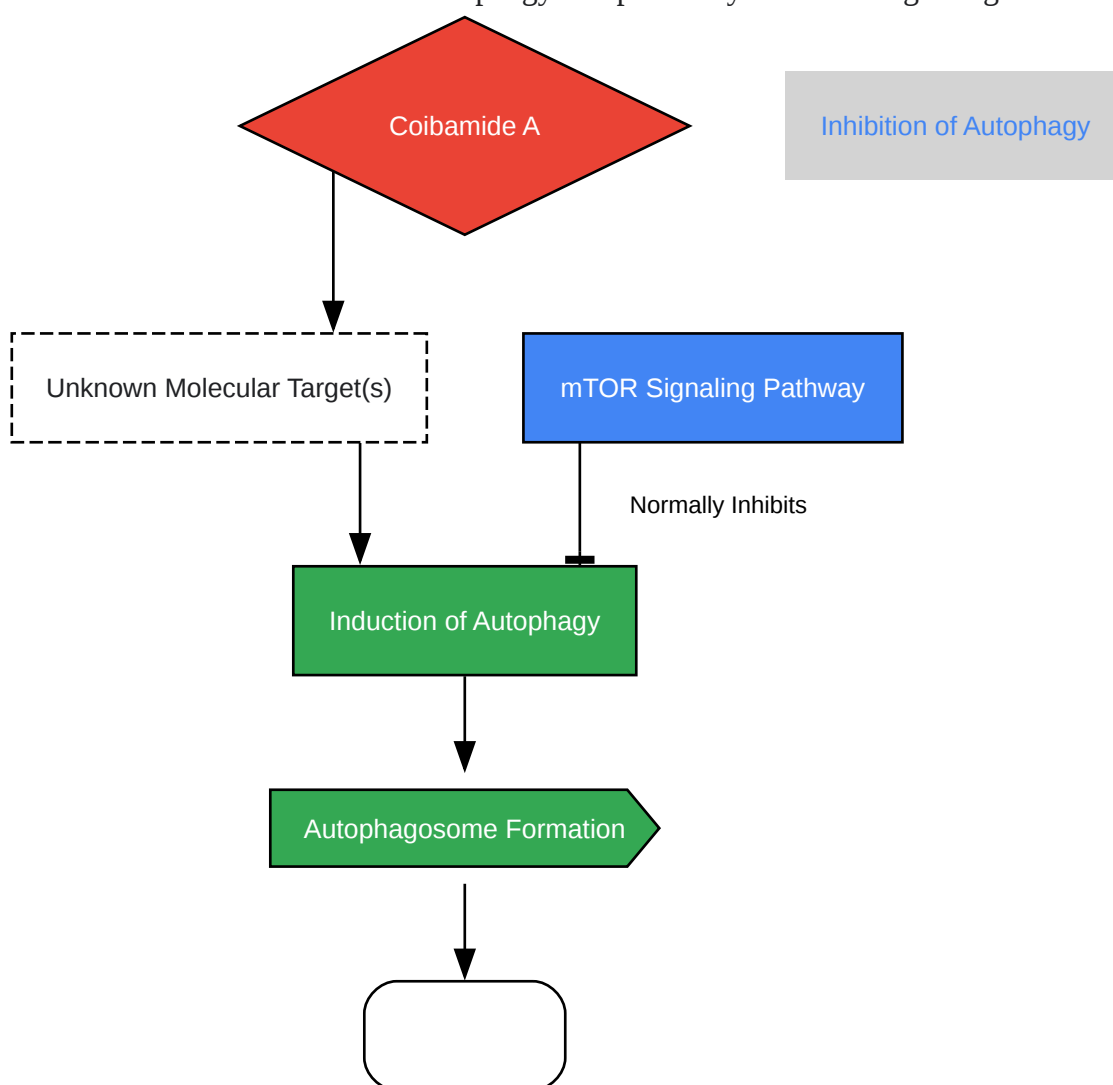 Coibamide A
Inhibition of Autophagy
Unknown Molecular Target(s)
mTOR Signaling Pathway
Normally Inhibits
Induction of Autophagy
Autophagosome Formation